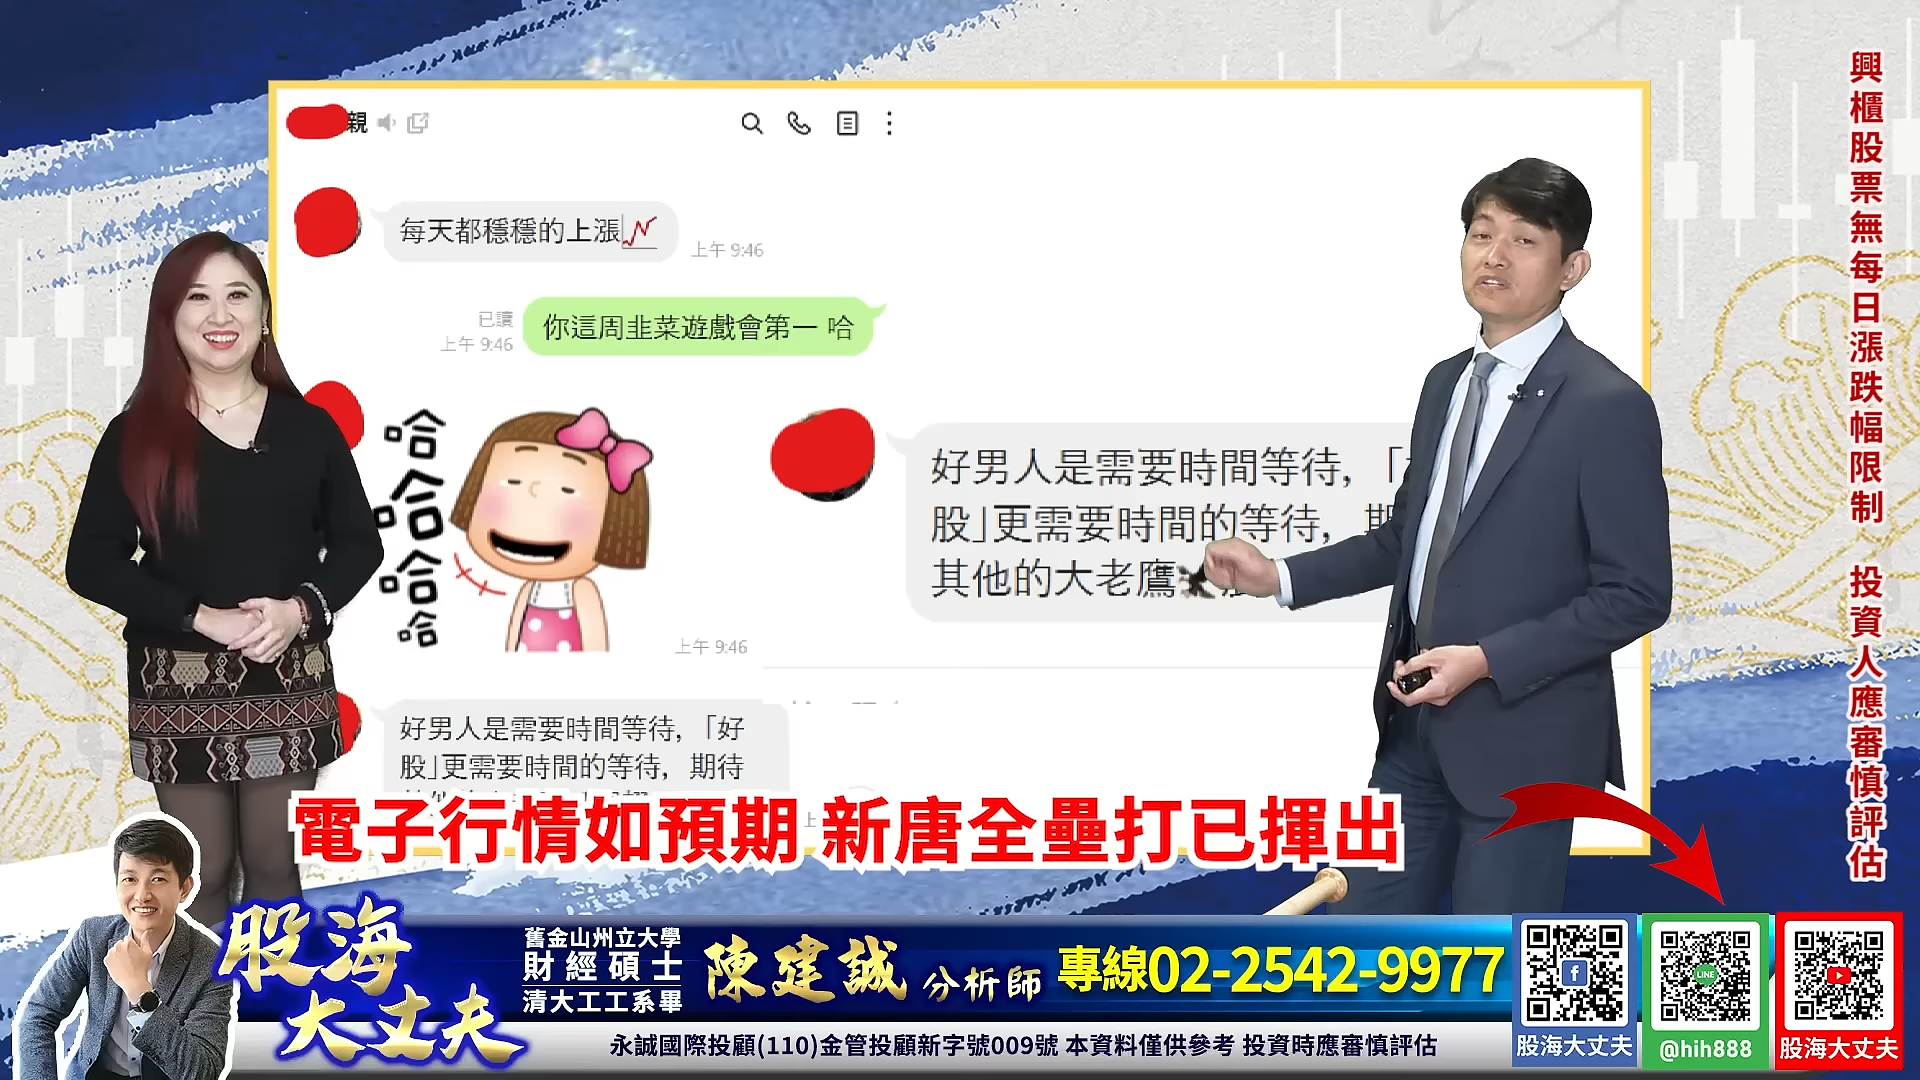 親
每天都穩穩的上漲
上午 9:46
已讀
上午 9:46
你這周韭菜遊戲會第一 哈
哈
哈
哈
哈
上午 9:46
好男人是需要時間等待,「好
股」更需要時間的等待, 期待
好男人是需要時間等待,「
股」更需要時間的等待,
其他的大老鷹
電子行情如預期 新唐全壘打已揮出
興櫃股票無每日漲跌幅限制 投資人應審慎評估
股海
大丈夫
舊金山州立大學
財經碩士
清大工工系畢
陳建誠 分析師
專線02-2542-9977
永誠國際投顧(110)金管投顧新字號009號 本資料僅供參考 投資時應審慎評估
股海大丈夫
LINE
@hih888
股海大丈夫